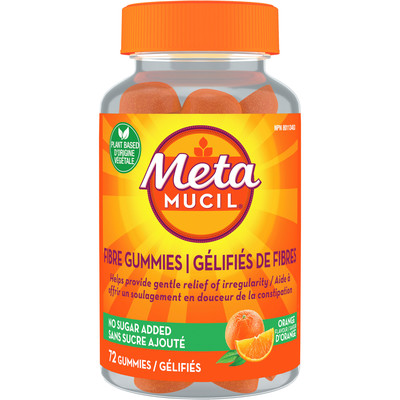 PLANT BASED
D'ORIGINE
VÉGÉTALE
Meta
MUCIL®
FIBRE GUMMIES | GÉLIFIÉS DE FIBRES
Helps provide gentle relief of irregularity / Aide à
offrir un soulagement en douceur de la constipation
NO SUGAR ADDED
SANS SUCRE AJOUTÉ
ORANGE
D'ORANGE
72 GUMMIES / GÉLIFIÉS